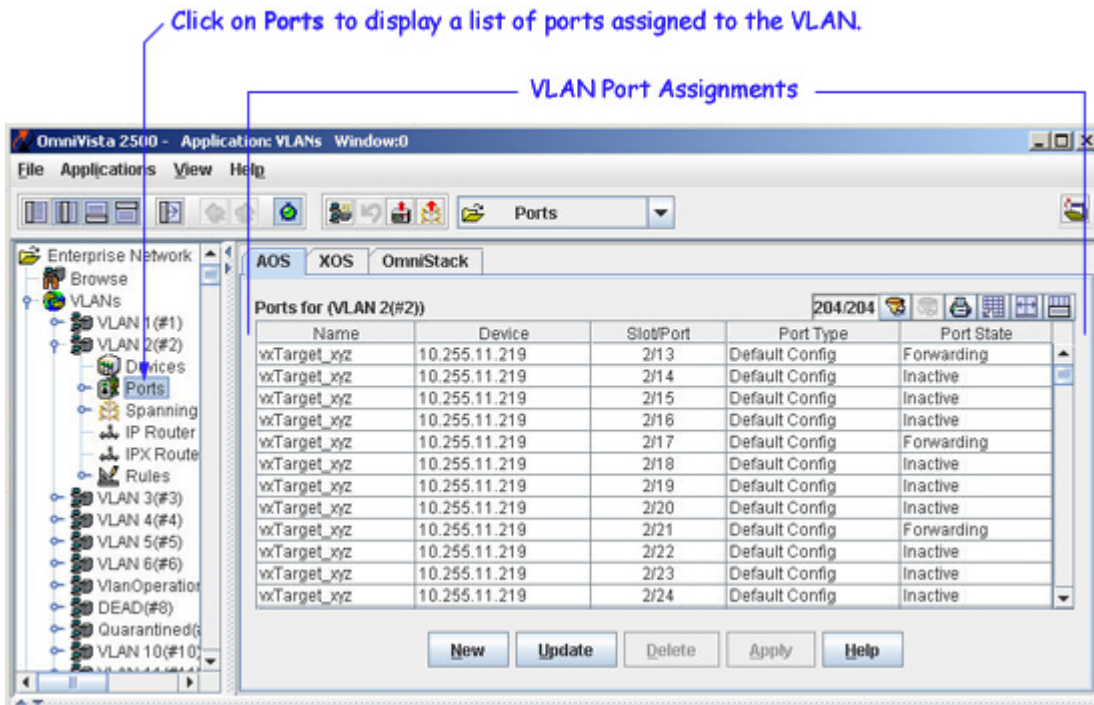 Click on Ports to display a list of ports assigned to the VLAN.
VLAN Port Assignments
OmniVista 2500 - Application: VLANs Window:0
File Applications View Help
Ports
Enterprise Network
Browse
VLANs
VLAN 1(#1)
VLAN 2(#2)
Devices
Ports
Spanning
IP Router
IPX Route
Rules
VLAN 3(#3)
VLAN 4(#4)
VLAN 5(#5)
VLAN 6(#6)
VlanOperation
DEAD(#8)
Quarantined(
VLAN 10(#10)
AOS XOS OmniStack
Ports for (VLAN 2(#2)) 204/204
Name Device Slot/Port Port Type Port State
vxTarget_xyz 10.255.11.219 2/13 Default Config Forwarding
vxTarget_xyz 10.255.11.219 2/14 Default Config Inactive
vxTarget_xyz 10.255.11.219 2/15 Default Config Inactive
vxTarget_xyz 10.255.11.219 2/16 Default Config Inactive
vxTarget_xyz 10.255.11.219 2/17 Default Config Forwarding
vxTarget_xyz 10.255.11.219 2/18 Default Config Inactive
vxTarget_xyz 10.255.11.219 2/19 Default Config Inactive
vxTarget_xyz 10.255.11.219 2/20 Default Config Inactive
vxTarget_xyz 10.255.11.219 2/21 Default Config Forwarding
vxTarget_xyz 10.255.11.219 2/22 Default Config Inactive
vxTarget_xyz 10.255.11.219 2/23 Default Config Inactive
vxTarget_xyz 10.255.11.219 2/24 Default Config Inactive
New Update Delete Apply Help